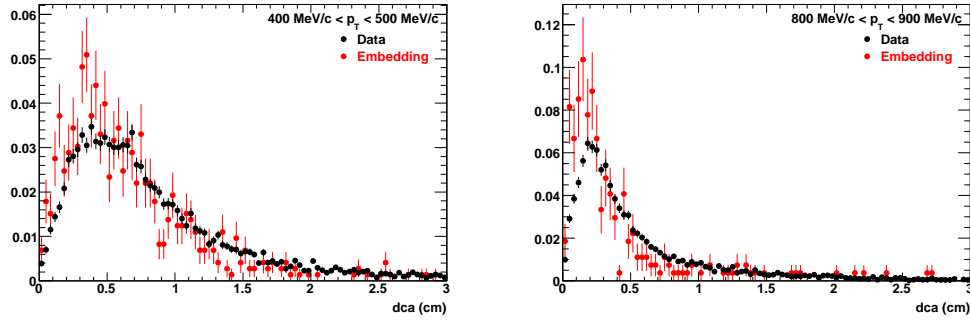 400 MeV/c < pT < 500 MeV/c
Data
Embedding
0.06
0.05
0.04
0.03
0.02
0.01
0
0 0.5 1 1.5 2 2.5 3
dca (cm)
800 MeV/c < pT < 900 MeV/c
Data
Embedding
0.12
0.1
0.08
0.06
0.04
0.02
0
0 0.5 1 1.5 2 2.5 3
dca (cm)